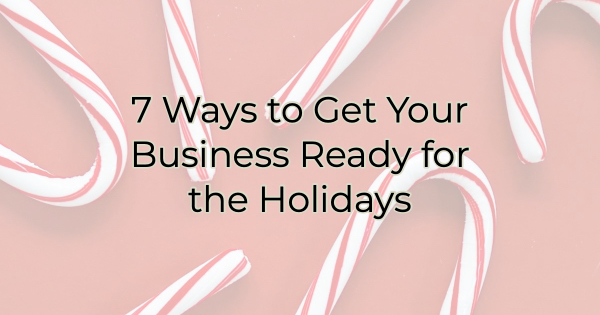 7 Ways to Get Your
Business Ready for
the Holidays